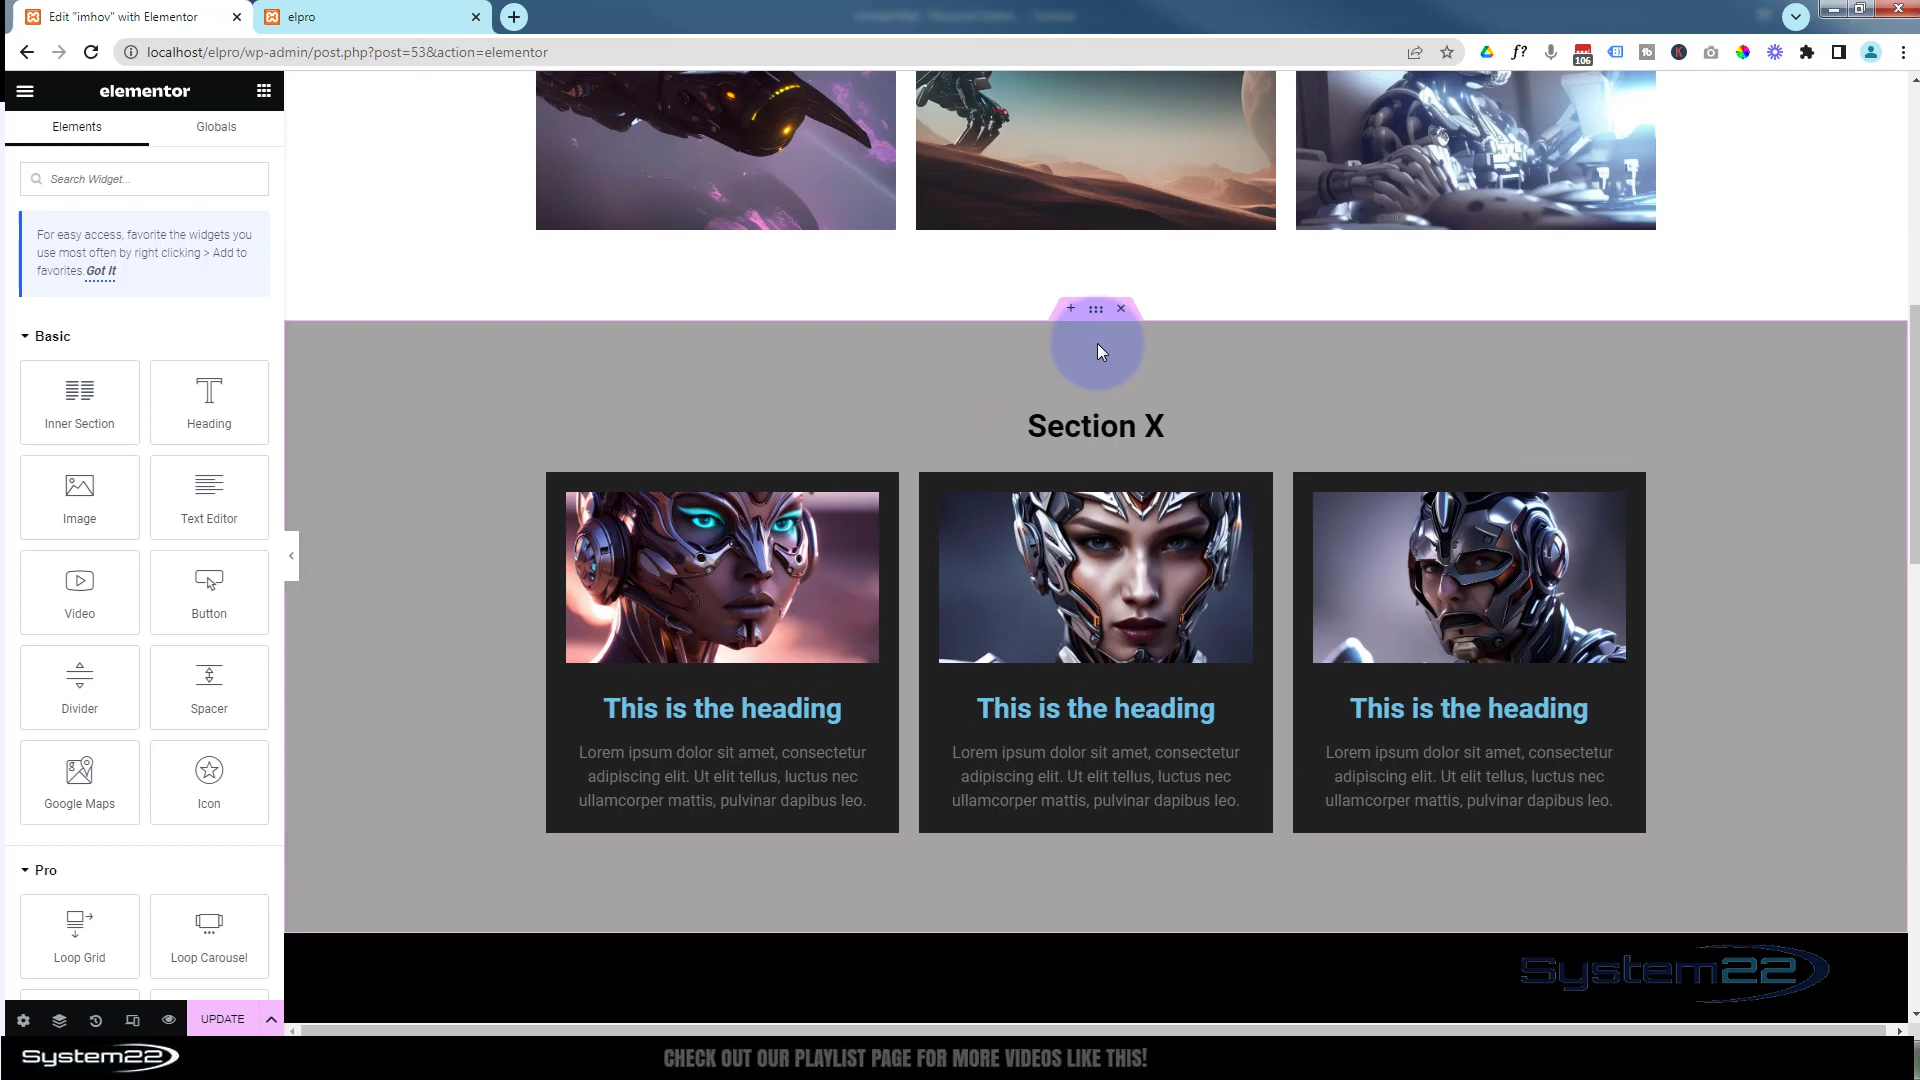 Edit "imhov" with Elementor
elpro
localhost/elpro/wp-admin/post.php?post=53&action=elementor
106
elementor
Elements
Globals
Search Widget...
For easy access, favorite the widgets you
use most often by right clicking > Add to
favorites. Got It
Basic
Inner Section
Heading
Image
Text Editor
Video
Button
Divider
Spacer
Google Maps
Icon
Pro
Loop Grid
Loop Carousel
UPDATE
Section X
This is the heading
Lorem ipsum dolor sit amet, consectetur
adipiscing elit. Ut elit tellus, luctus nec
ullamcorper mattis, pulvinar dapibus leo.
This is the heading
Lorem ipsum dolor sit amet, consectetur
adipiscing elit. Ut elit tellus, luctus nec
ullamcorper mattis, pulvinar dapibus leo.
This is the heading
Lorem ipsum dolor sit amet, consectetur
adipiscing elit. Ut elit tellus, luctus nec
ullamcorper mattis, pulvinar dapibus leo.
System22
System22
CHECK OUT OUR PLAYLIST PAGE FOR MORE VIDEOS LIKE THIS!